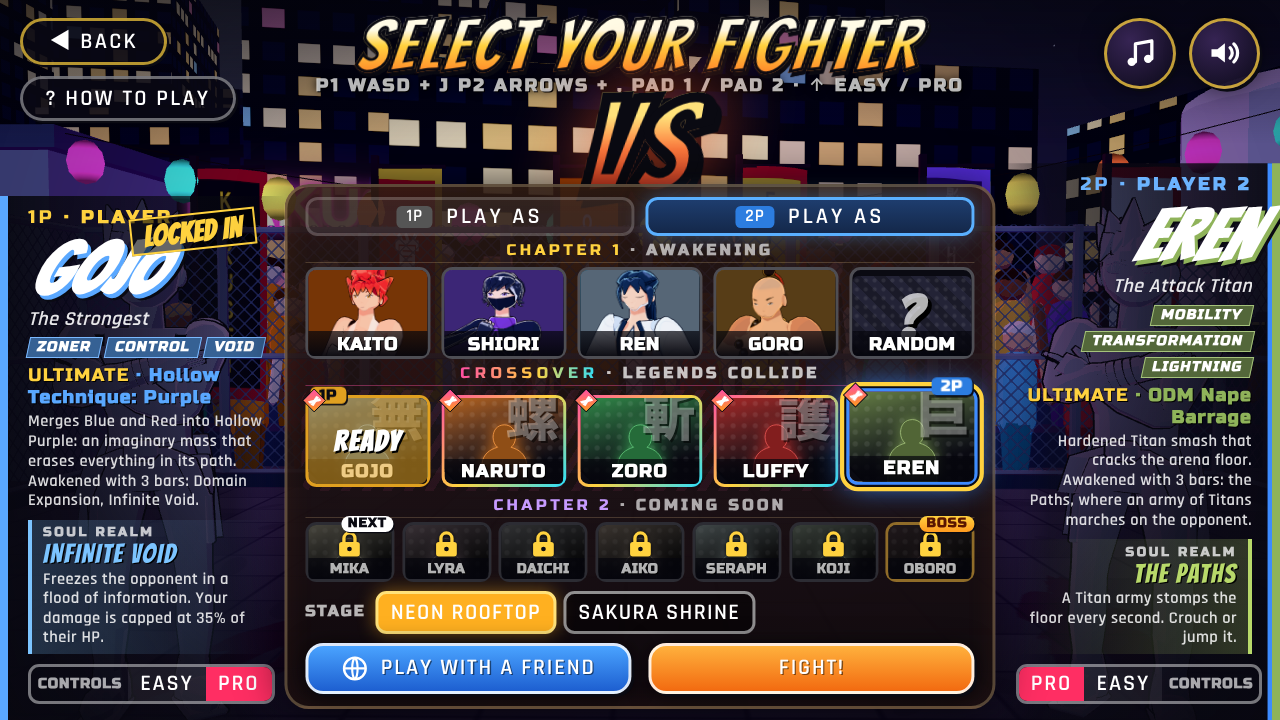 BACK
? HOW TO PLAY
SELECT YOUR FIGHTER
P1 WASD + J P2 ARROWS + . PAD 1 / PAD 2 · ↑ EASY / PRO
VS
1P · PLAYER
LOCKED IN
GOJO
The Strongest
ZONER CONTROL VOID
ULTIMATE · Hollow
Technique: Purple
Merges Blue and Red into Hollow
Purple: an imaginary mass that
erases everything in its path.
Awakened with 3 bars: Domain
Expansion, Infinite Void.
SOUL REALM
INFINITE VOID
Freezes the opponent in a
flood of information. Your
damage is capped at 35% of
their HP.
CONTROLS EASY PRO
1P PLAY AS
2P PLAY AS
CHAPTER 1 · AWAKENING
KAITO
SHIORI
REN
GORO
?
RANDOM
CROSSOVER · LEGENDS COLLIDE
1P
無
READY
GOJO
螺
NARUTO
斬
ZORO
護
LUFFY
2P
巨
EREN
CHAPTER 2 · COMING SOON
NEXT
MIKA
LYRA
DAICHI
AIKO
SERAPH
KOJI
BOSS
OBORO
STAGE NEON ROOFTOP SAKURA SHRINE
PLAY WITH A FRIEND
FIGHT!
2P · PLAYER 2
EREN
The Attack Titan
MOBILITY
TRANSFORMATION
LIGHTNING
ULTIMATE · ODM Nape
Barrage
Hardened Titan smash that
cracks the arena floor.
Awakened with 3 bars: the
Paths, where an army of Titans
marches on the opponent.
SOUL REALM
THE PATHS
A Titan army stomps the
floor every second. Crouch or
jump it.
PRO EASY CONTROLS